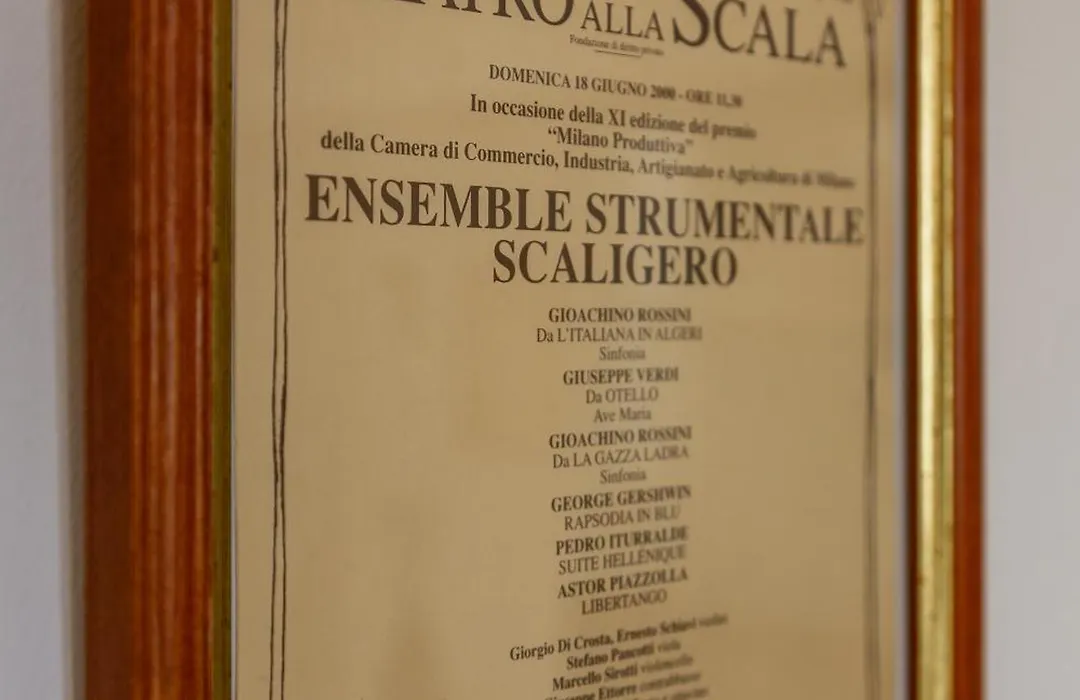 ALLA SCALA
Fondazione di diritto privato
DOMENICA 18 GIUGNO 2000 - ORE 11,30
In occasione della XI edizione del premio
“Milano Produttiva”
della Camera di Commercio, Industria, Artigianato e Agricoltura di Milano
ENSEMBLE STRUMENTALE
SCALIGERO
GIOACHINO ROSSINI
Da L'ITALIANA IN ALGERI
Sinfonia
GIUSEPPE VERDI
Da OTELLO
Ave Maria
GIOACHINO ROSSINI
Da LA GAZZA LADRA
Sinfonia
GEORGE GERSHWIN
RAPSODIA IN BLU
PEDRO ITURRALDE
SUITE HELLENIQUE
ASTOR PIAZZOLLA
LIBERTANGO
Giorgio Di Crosta, Ernesto Schiavi violini
Stefano Pancotti viola
Marcello Sirotti violoncello
Ettorre contrabbasso